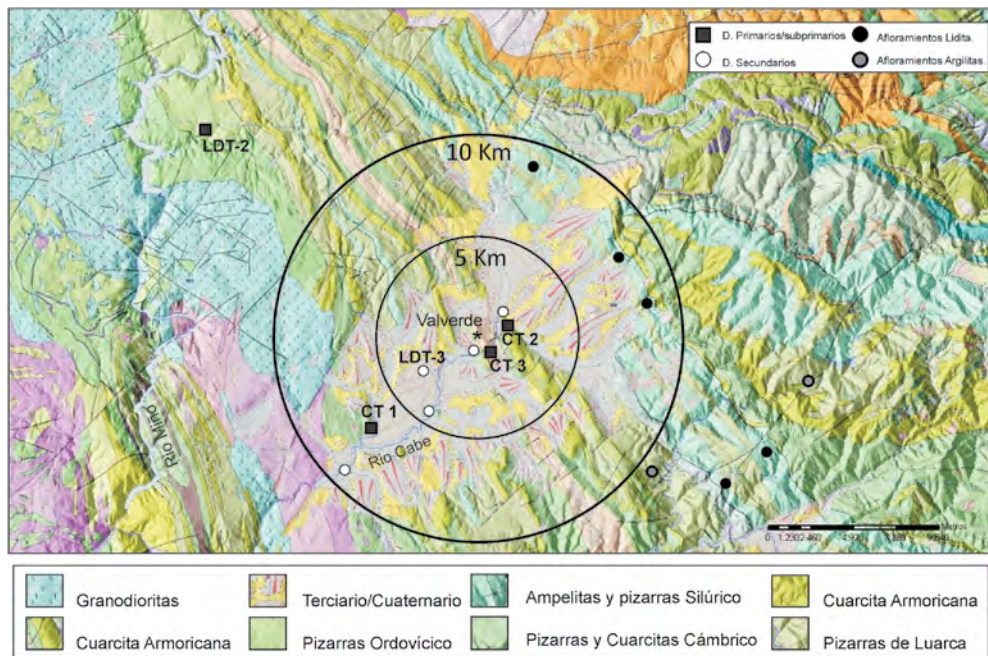 D. Primarios/subprimarios
Afloramientos Lidita.
D. Secundarios
Afloramientos Argilitas.
LDT-2
10 Km
5 Km
Valverde
*
CT 2
LDT-3
CT 3
CT 1
Rio Cabe
Rio Miño
Metros
0
Granodioritas
Terciario/Cuaternario
Ampelitas y pizarras Silúrico
Cuarcita Armoricana
Cuarcita Armoricana
Pizarras Ordovícico
Pizarras y Cuarcitas Cámbrico
Pizarras de Luarca